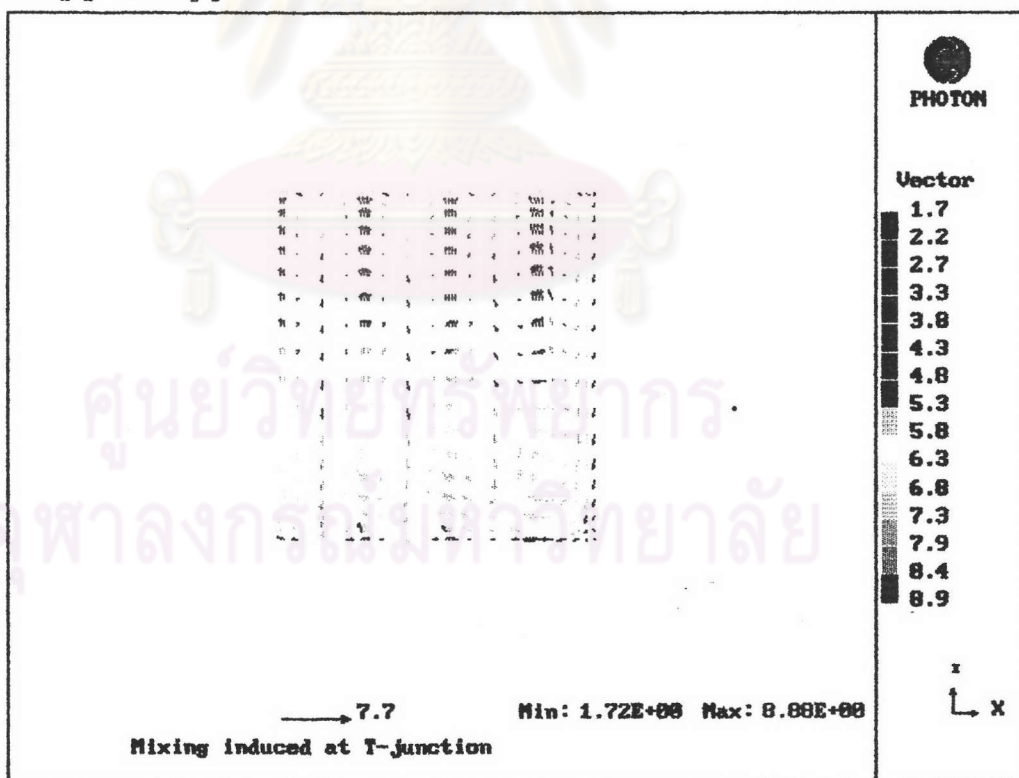 PHOTON
Vector
1.7
2.2
2.7
3.3
3.8
4.3
4.8
5.3
5.8
6.3
6.8
7.3
7.9
8.4
8.9
ศูนย์วิทยทรัพยากร
จุฬาลงกรณ์มหาวิทยาลัย
X
7.7
Min: 1.72E+00 Max: 8.88E+00
Mixing induced at T-junction